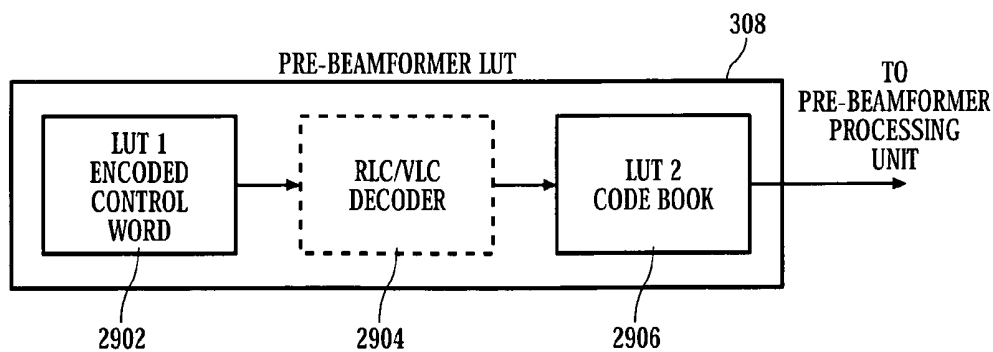 308
PRE-BEAMFORMER LUT
TO
PRE-BEAMFORMER
PROCESSING
UNIT
LUT 1
ENCODED
CONTROL
WORD
RLC/VLC
DECODER
LUT 2
CODE BOOK
2902
2904
2906